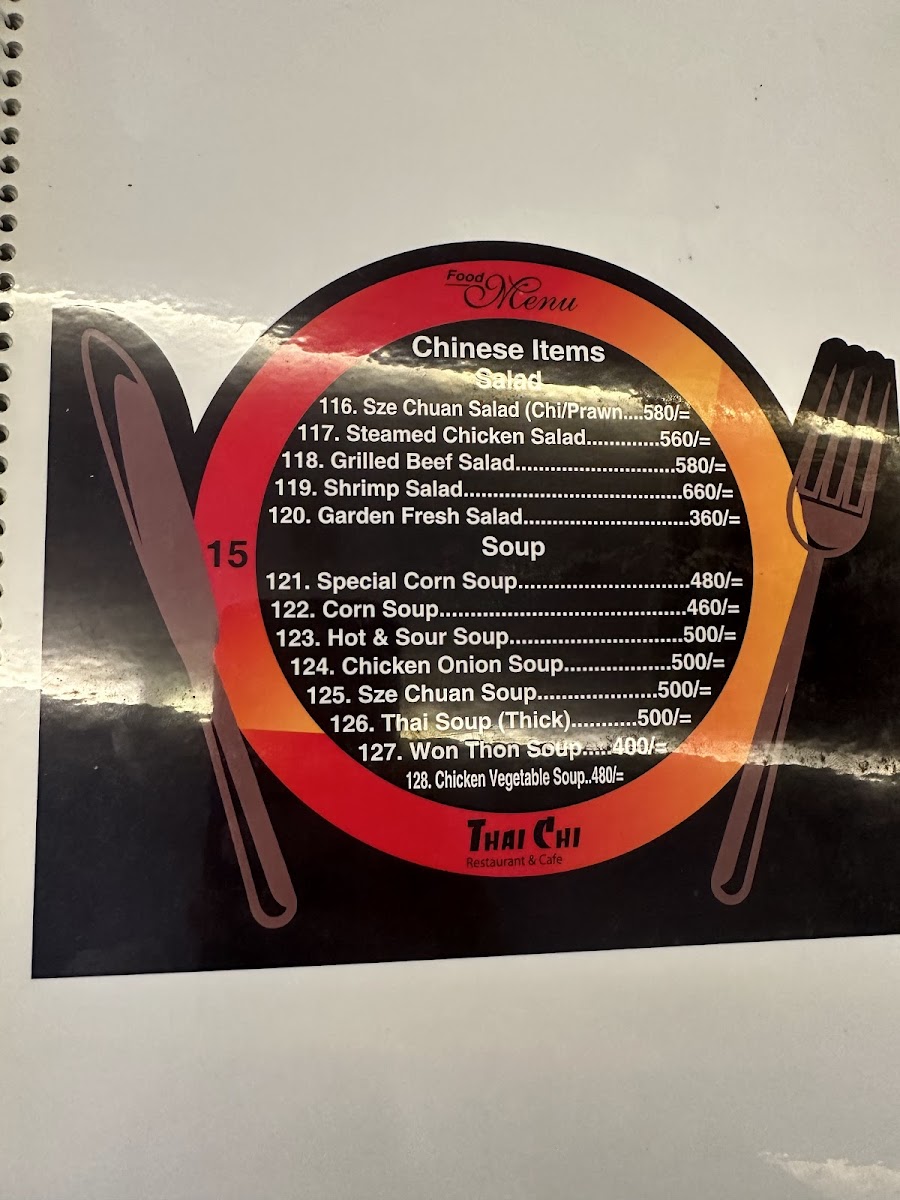 Food
Menu
Chinese Items
Salad
116. Sze Chuan Salad (Chi/Prawn....580/=
117. Steamed Chicken Salad.............560/=
118. Grilled Beef Salad.............................580/=
119. Shrimp Salad.......................................660/=
120. Garden Fresh Salad..............................360/=
15
Soup
121. Special Corn Soup...............................480/=
122. Corn Soup............................................460/=
123. Hot & Sour Soup...............................500/=
124. Chicken Onion Soup...................500/=
125. Sze Chuan Soup.....................500/=
126. Thai Soup (Thick)...........500/=
127. Won Thon Soup.....400/=
128. Chicken Vegetable Soup..480/=
THAI CHI
Restaurant & Cafe